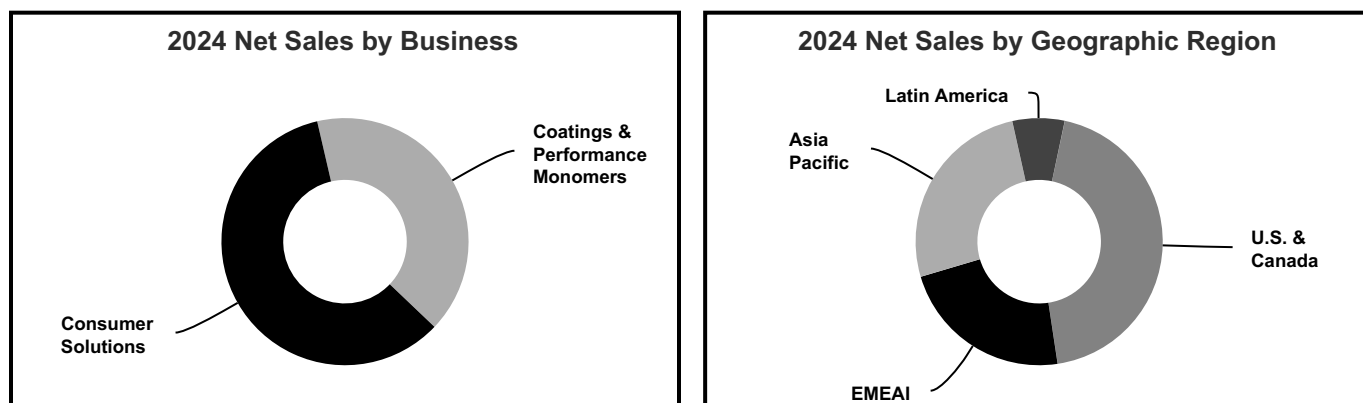 2024 Net Sales by Business
Coatings &
Performance
Monomers
Consumer
Solutions
2024 Net Sales by Geographic Region
Latin America
Asia
Pacific
U.S. &
Canada
EMEAI